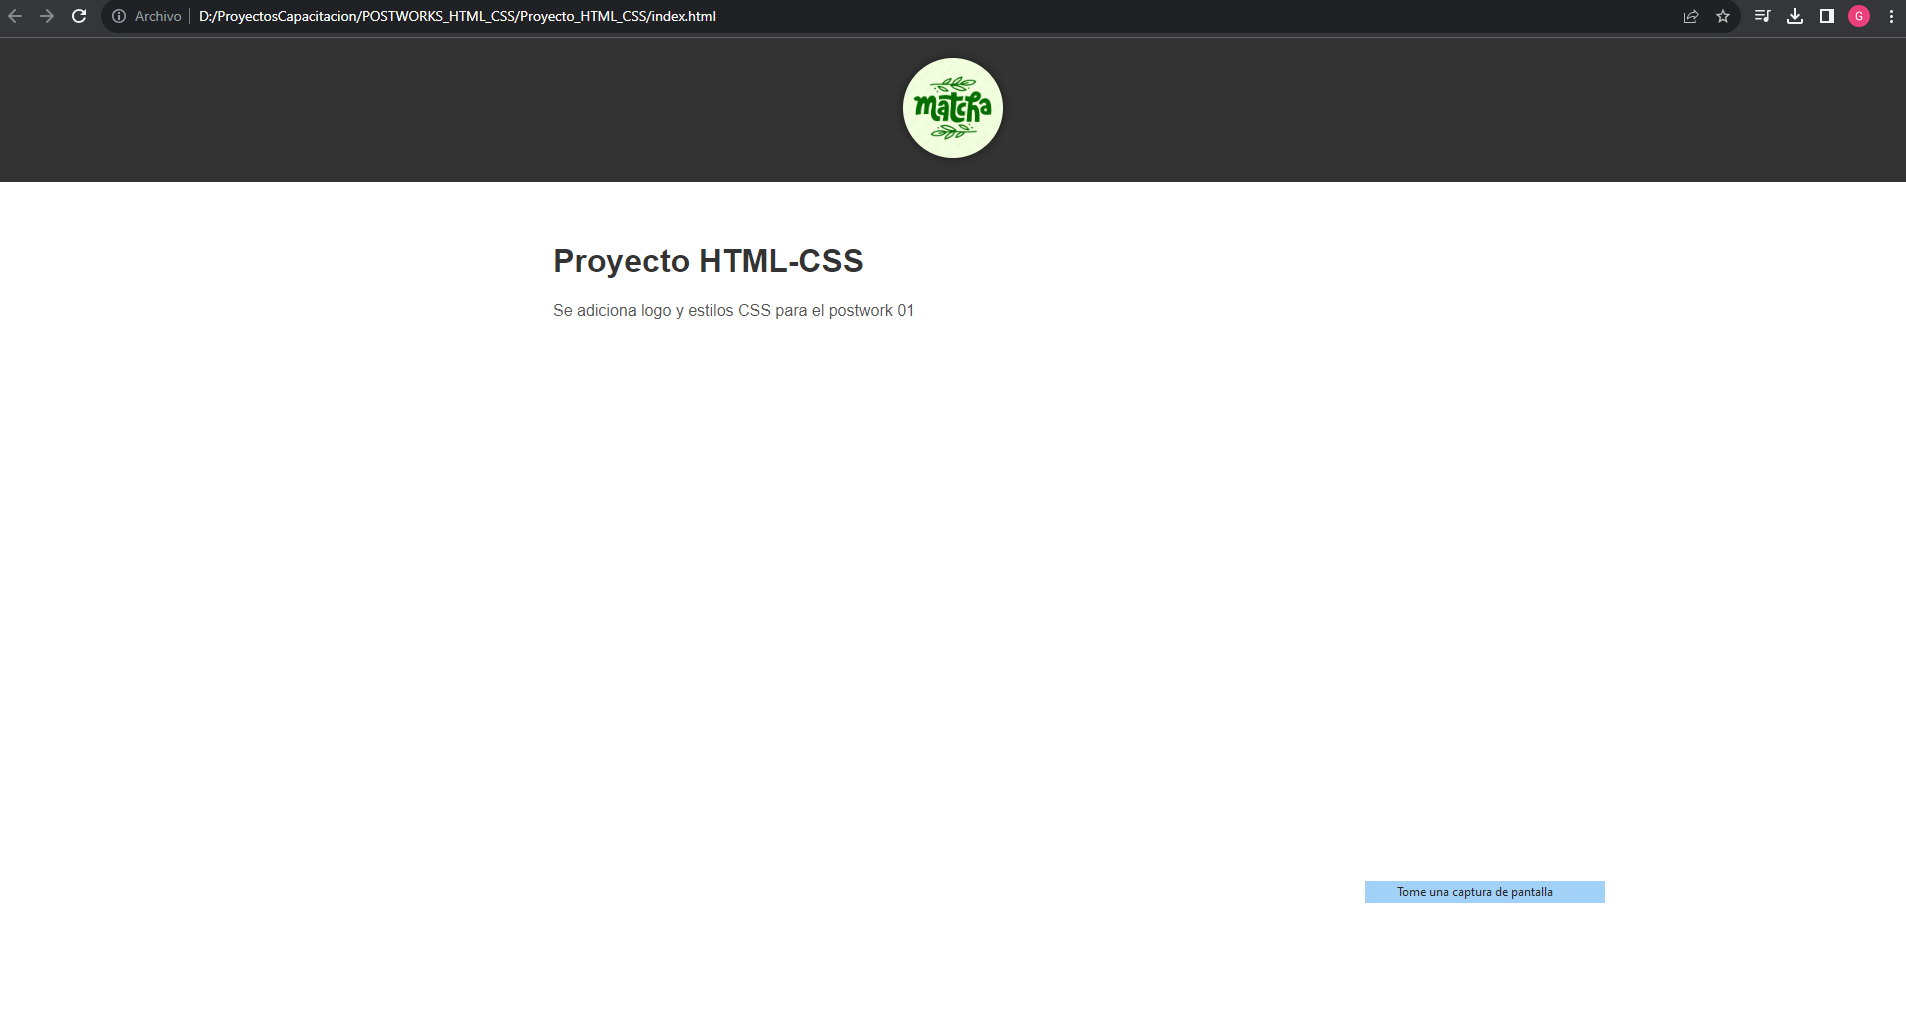 Archivo D:/ProyectosCapacitacion/POSTWORKS_HTML_CSS/Proyecto_HTML_CSS/index.html
G
matcha
Proyecto HTML-CSS
Se adiciona logo y estilos CSS para el postwork 01
Tome una captura de pantalla